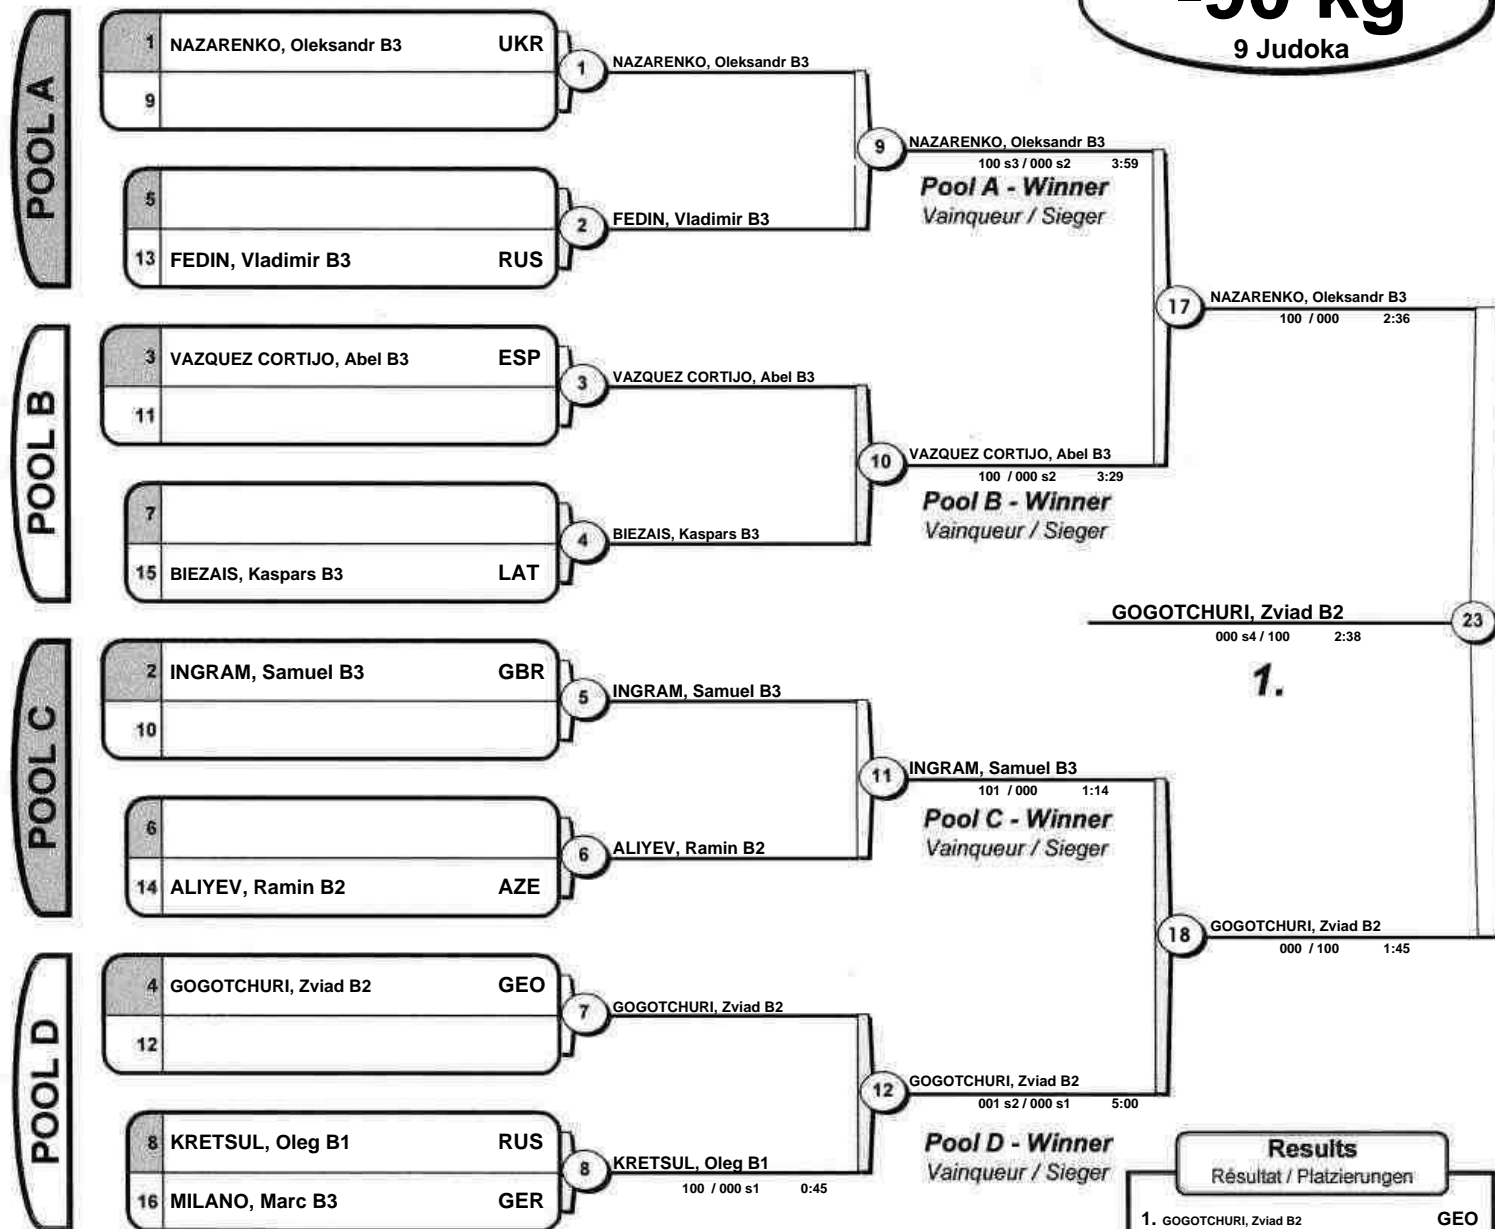 -90 kg
9 Judoka
POOL A
1 NAZARENKO, Oleksandr B3 UKR
9
1
NAZARENKO, Oleksandr B3
5
13 FEDIN, Vladimir B3 RUS
2
FEDIN, Vladimir B3
9
NAZARENKO, Oleksandr B3
100 s3 / 000 s2 3:59
Pool A - Winner
Vainqueur / Sieger
POOL B
3 VAZQUEZ CORTIJO, Abel B3 ESP
11
3
VAZQUEZ CORTIJO, Abel B3
7
15 BIEZAIS, Kaspars B3 LAT
4
BIEZAIS, Kaspars B3
10
VAZQUEZ CORTIJO, Abel B3
100 / 000 s2 3:29
Pool B - Winner
Vainqueur / Sieger
17
NAZARENKO, Oleksandr B3
100 / 000 2:36
GOGOTCHURI, Zviad B2
000 s4 / 100 2:38
23
1.
POOL C
2 INGRAM, Samuel B3 GBR
10
5
INGRAM, Samuel B3
6
14 ALIYEV, Ramin B2 AZE
6
ALIYEV, Ramin B2
11
INGRAM, Samuel B3
101 / 000 1:14
Pool C - Winner
Vainqueur / Sieger
18
GOGOTCHURI, Zviad B2
000 / 100 1:45
POOL D
4 GOGOTCHURI, Zviad B2 GEO
12
7
GOGOTCHURI, Zviad B2
8 KRETSUL, Oleg B1 RUS
16 MILANO, Marc B3 GER
8
KRETSUL, Oleg B1
100 / 000 s1 0:45
12
GOGOTCHURI, Zviad B2
001 s2 / 000 s1 5:00
Pool D - Winner
Vainqueur / Sieger
Results
Résultat / Platzierungen
1. GOGOTCHURI, Zviad B2 GEO